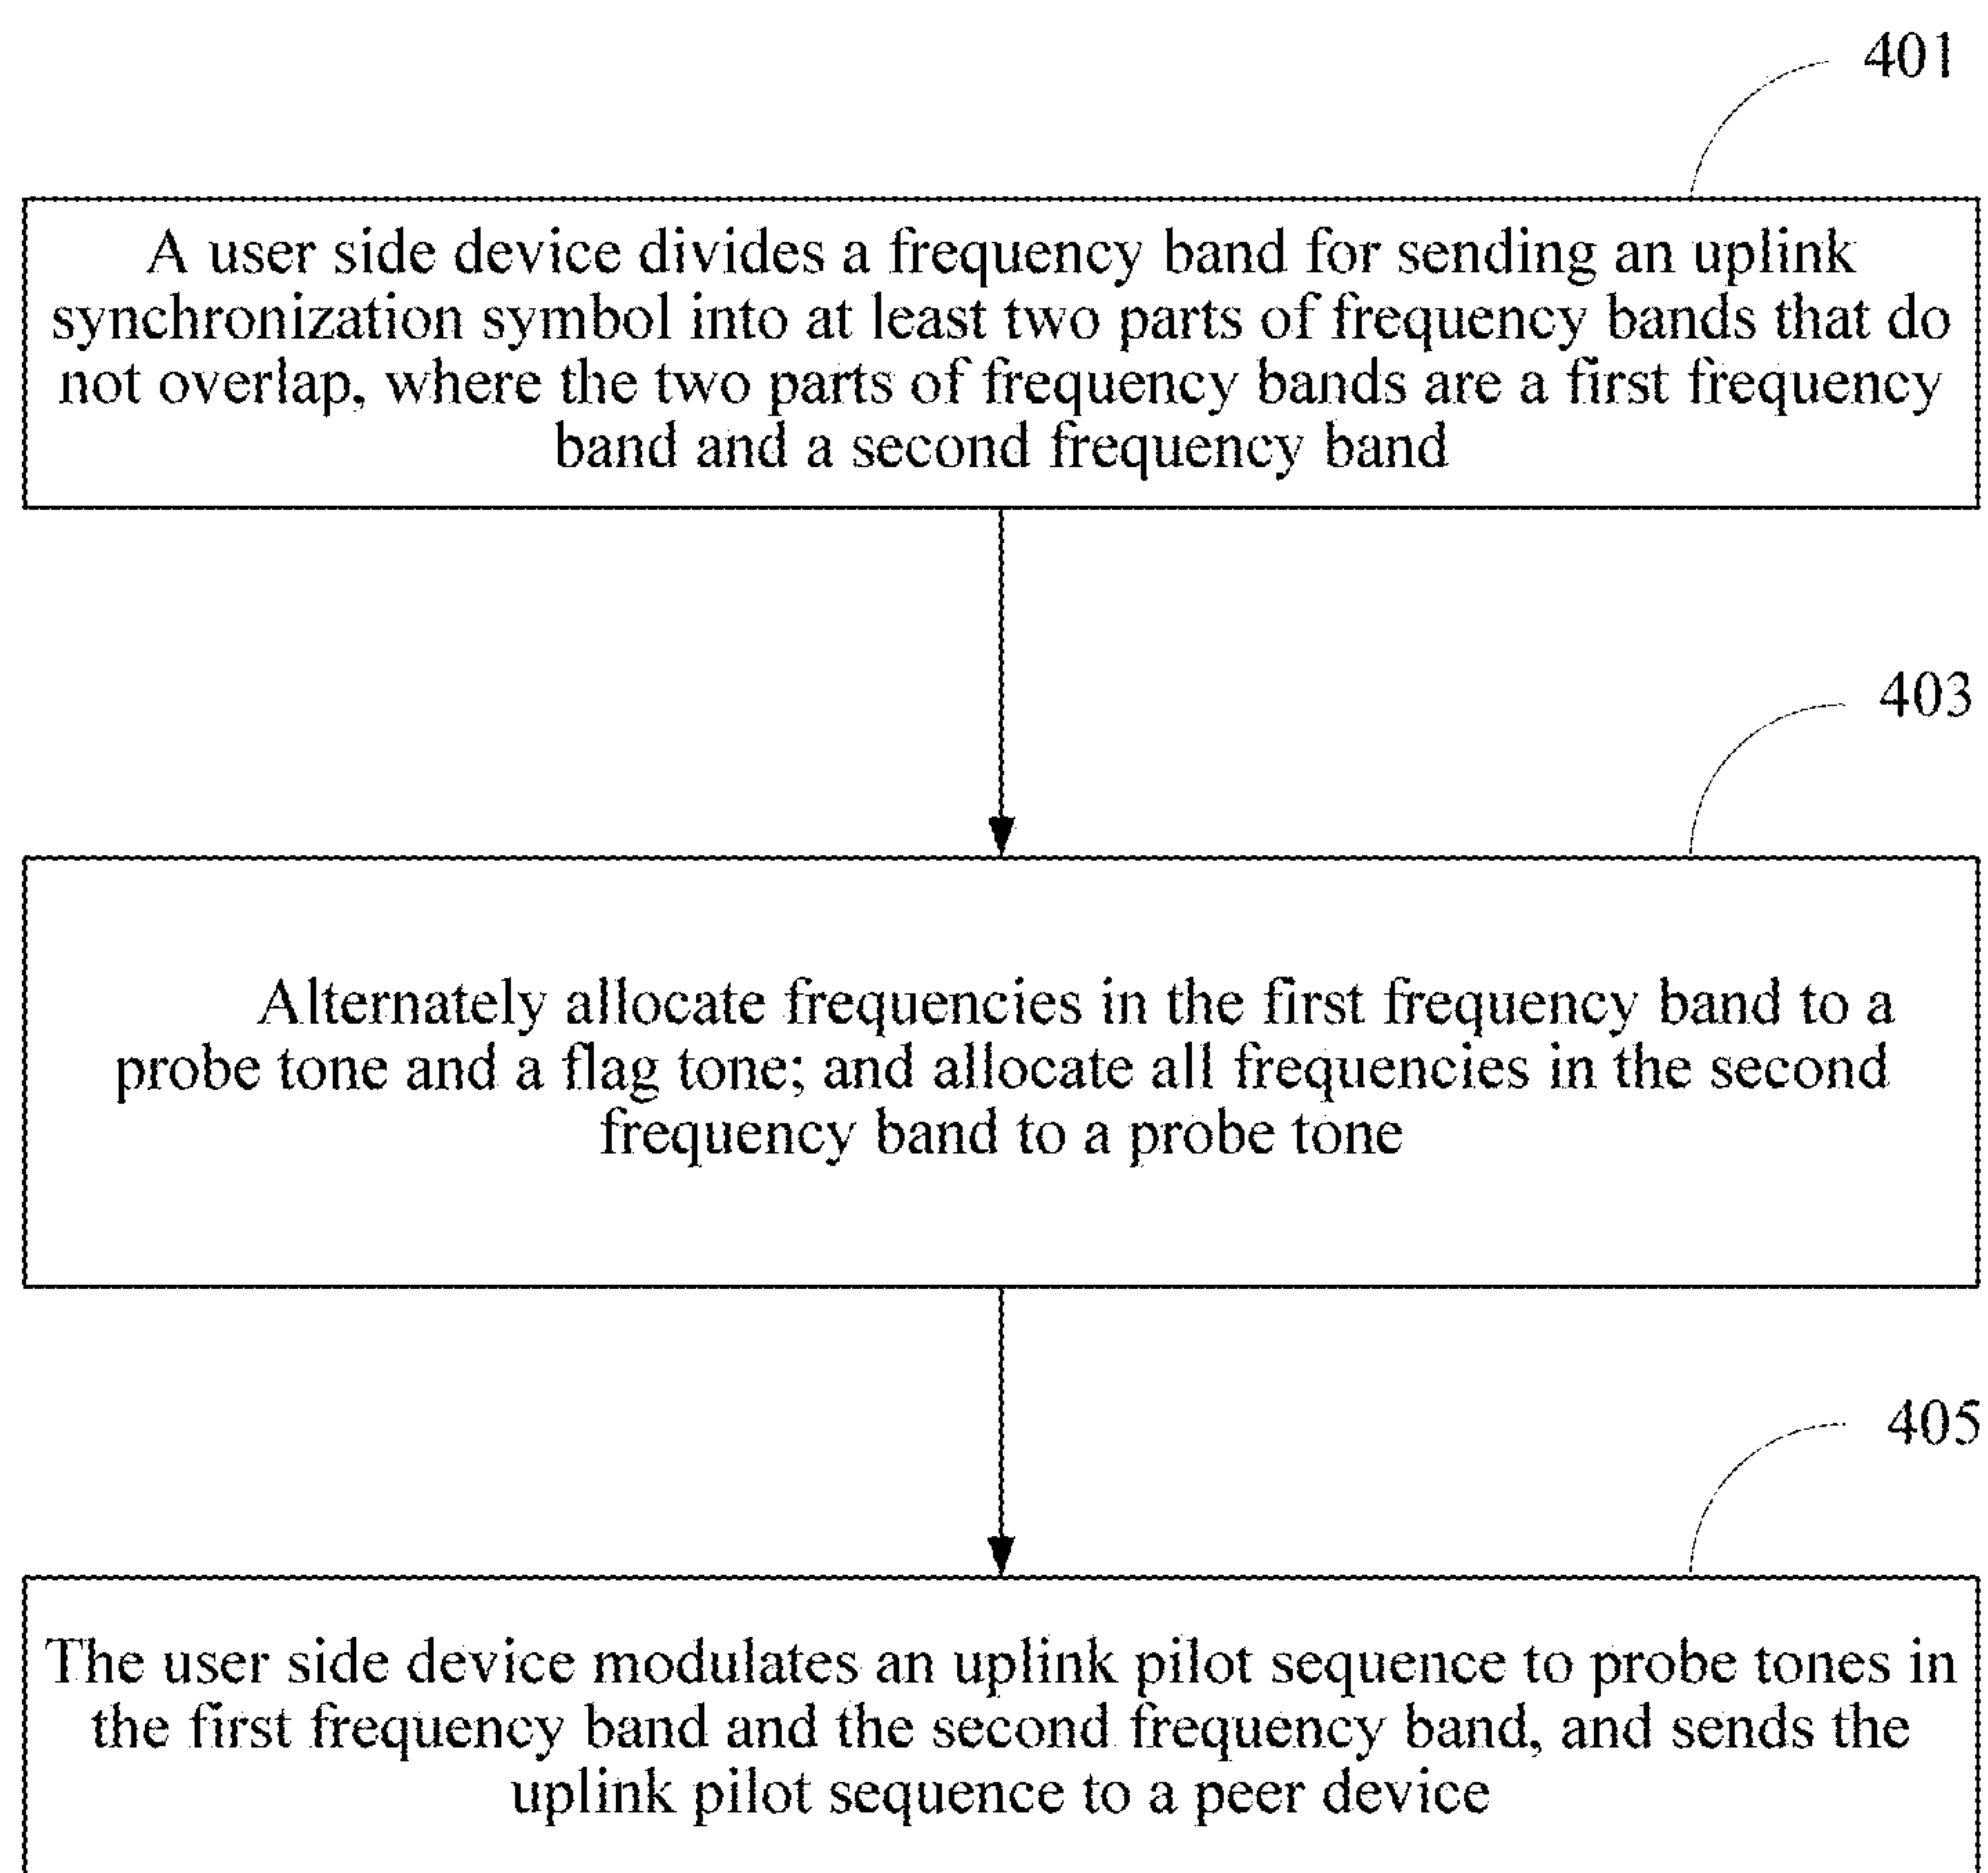 401
A user side device divides a frequency band for sending an uplink
synchronization symbol into at least two parts of frequency bands that do
not overlap, where the two parts of frequency bands are a first frequency
band and a second frequency band
403
Alternately allocate frequencies in the first frequency band to a
probe tone and a flag tone; and allocate all frequencies in the second
frequency band to a probe tone
405
The user side device modulates an uplink pilot sequence to probe tones in
the first frequency band and the second frequency band, and sends the
uplink pilot sequence to a peer device